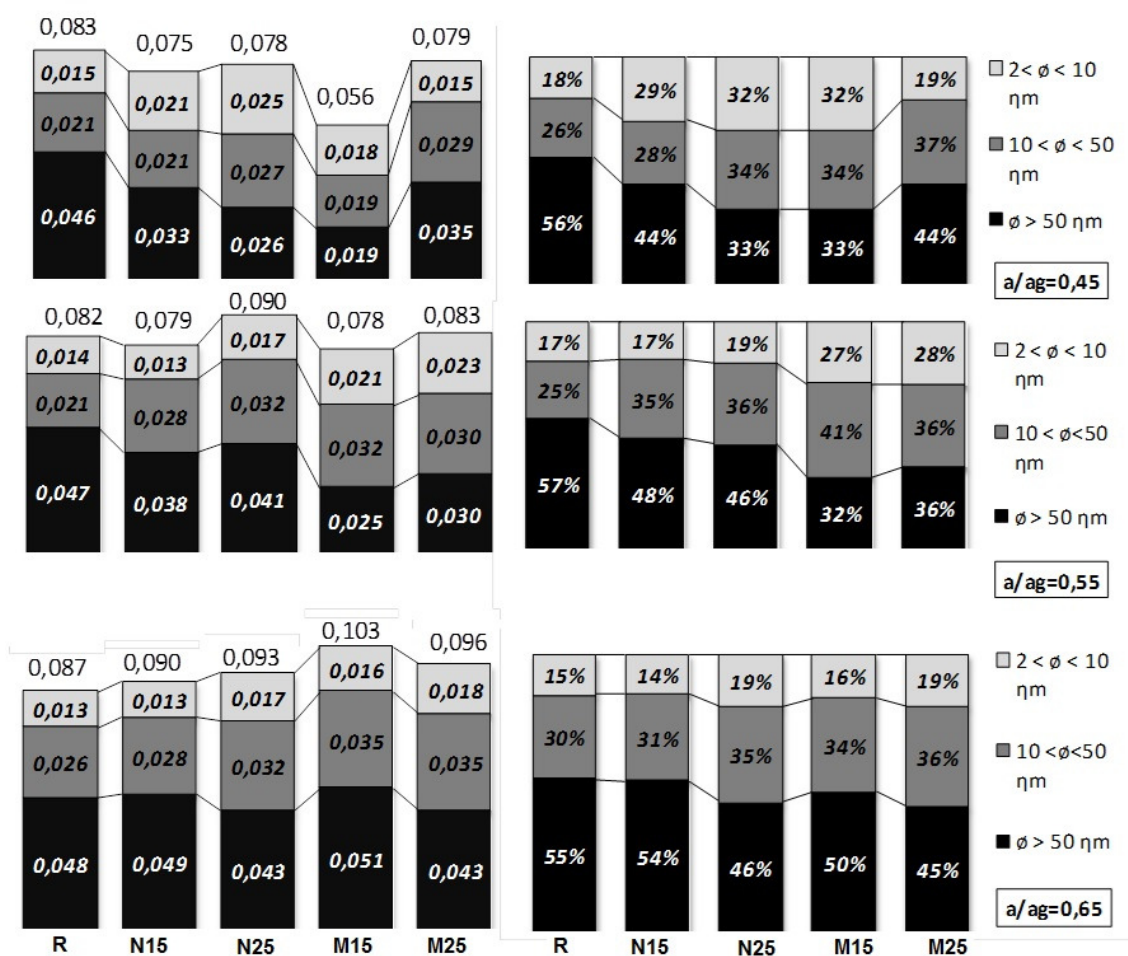 0,083 0,075 0,078 0,056 0,079
0,015 0,021 0,025 0,018 0,015
0,021 0,021 0,027 0,019 0,029
0,046 0,033 0,026 0,019 0,035
18% 29% 32% 32% 19%
26% 28% 34% 34% 37%
56% 44% 33% 33% 44%
2< ø < 10
ηm
10 < ø < 50
ηm
ø > 50 ηm
a/ag=0,45
0,082 0,079 0,090 0,078 0,083
0,014 0,013 0,017 0,021 0,023
0,021 0,028 0,032 0,032 0,030
0,047 0,038 0,041 0,025 0,030
17% 17% 19% 27% 28%
25% 35% 36% 41% 36%
57% 48% 46% 32% 36%
2 < ø < 10
ηm
10 < ø<50
ηm
ø > 50 ηm
a/ag=0,55
0,087 0,090 0,093 0,103 0,096
0,013 0,013 0,017 0,016 0,018
0,026 0,028 0,032 0,035 0,035
0,048 0,049 0,043 0,051 0,043
R N15 N25 M15 M25
15% 14% 19% 16% 19%
30% 31% 35% 34% 36%
55% 54% 46% 50% 45%
R N15 N25 M15 M25
2 < ø < 10
ηm
10 <ø<50
ηm
ø > 50 ηm
a/ag=0,65